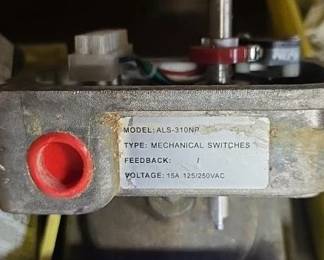 MODEL: ALS-310NP
TYPE: MECHANICAL SWITCHES
FEEDBACK: /
VOLTAGE: 15A 125/250VAC